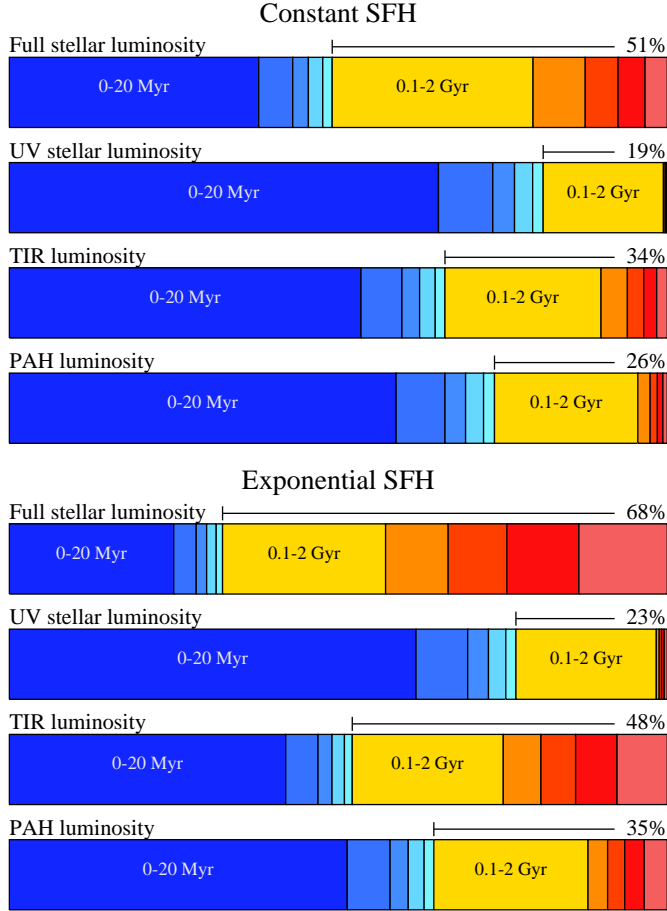 Constant SFH
Full stellar luminosity 51%
0-20 Myr 0.1-2 Gyr
UV stellar luminosity 19%
0-20 Myr 0.1-2 Gyr
TIR luminosity 34%
0-20 Myr 0.1-2 Gyr
PAH luminosity 26%
0-20 Myr 0.1-2 Gyr
Exponential SFH
Full stellar luminosity 68%
0-20 Myr 0.1-2 Gyr
UV stellar luminosity 23%
0-20 Myr 0.1-2 Gyr
TIR luminosity 48%
0-20 Myr 0.1-2 Gyr
PAH luminosity 35%
0-20 Myr 0.1-2 Gyr